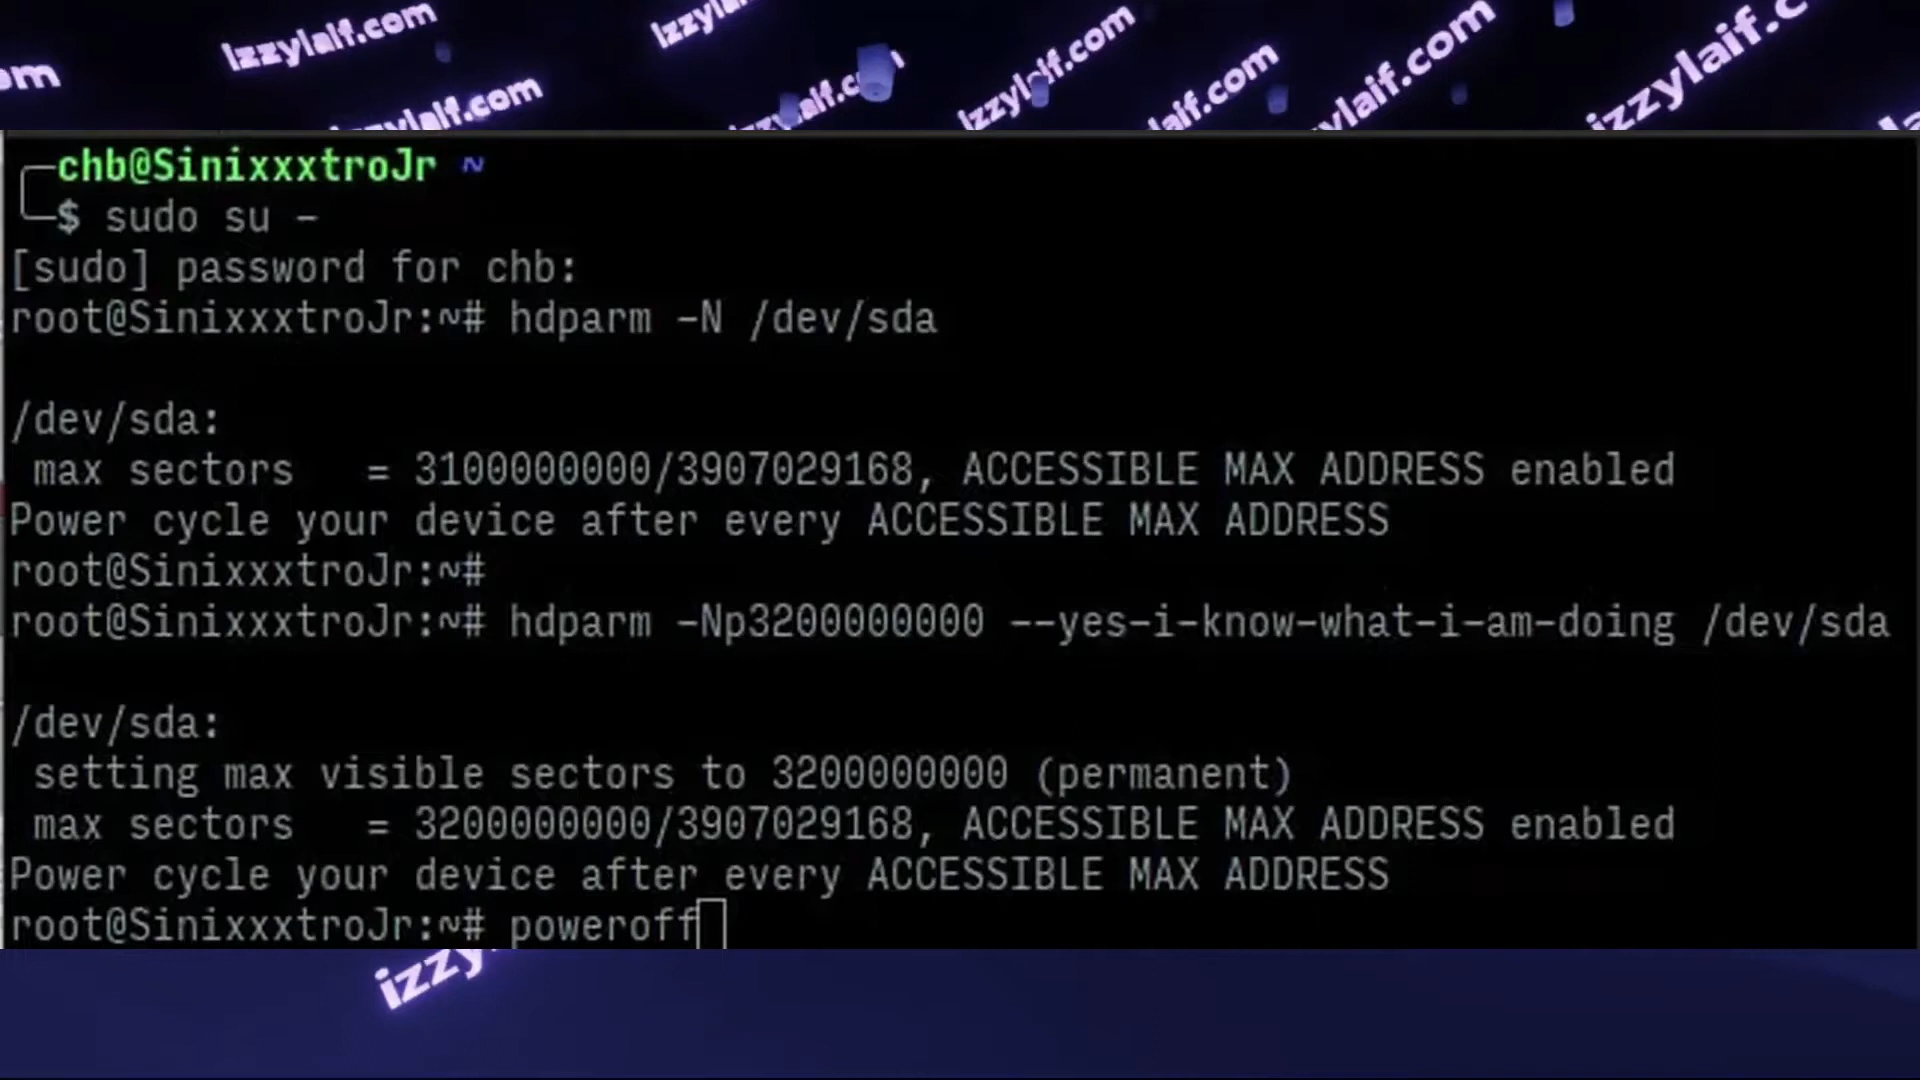 izzylaif.com
izzylaif.com
izzylaif.com
izzylaif.c
chb@SinixxxtroJr ~
$ sudo su -
[sudo] password for chb:
root@SinixxxtroJr:~# hdparm -N /dev/sda
/dev/sda:
max sectors = 3100000000/3907029168, ACCESSIBLE MAX ADDRESS enabled
Power cycle your device after every ACCESSIBLE MAX ADDRESS
root@SinixxxtroJr:~#
root@SinixxxtroJr:~# hdparm -Np3200000000 --yes-i-know-what-i-am-doing /dev/sda
/dev/sda:
setting max visible sectors to 3200000000 (permanent)
max sectors = 3200000000/3907029168, ACCESSIBLE MAX ADDRESS enabled
Power cycle your device after every ACCESSIBLE MAX ADDRESS
root@SinixxxtroJr:~# poweroff
izzy